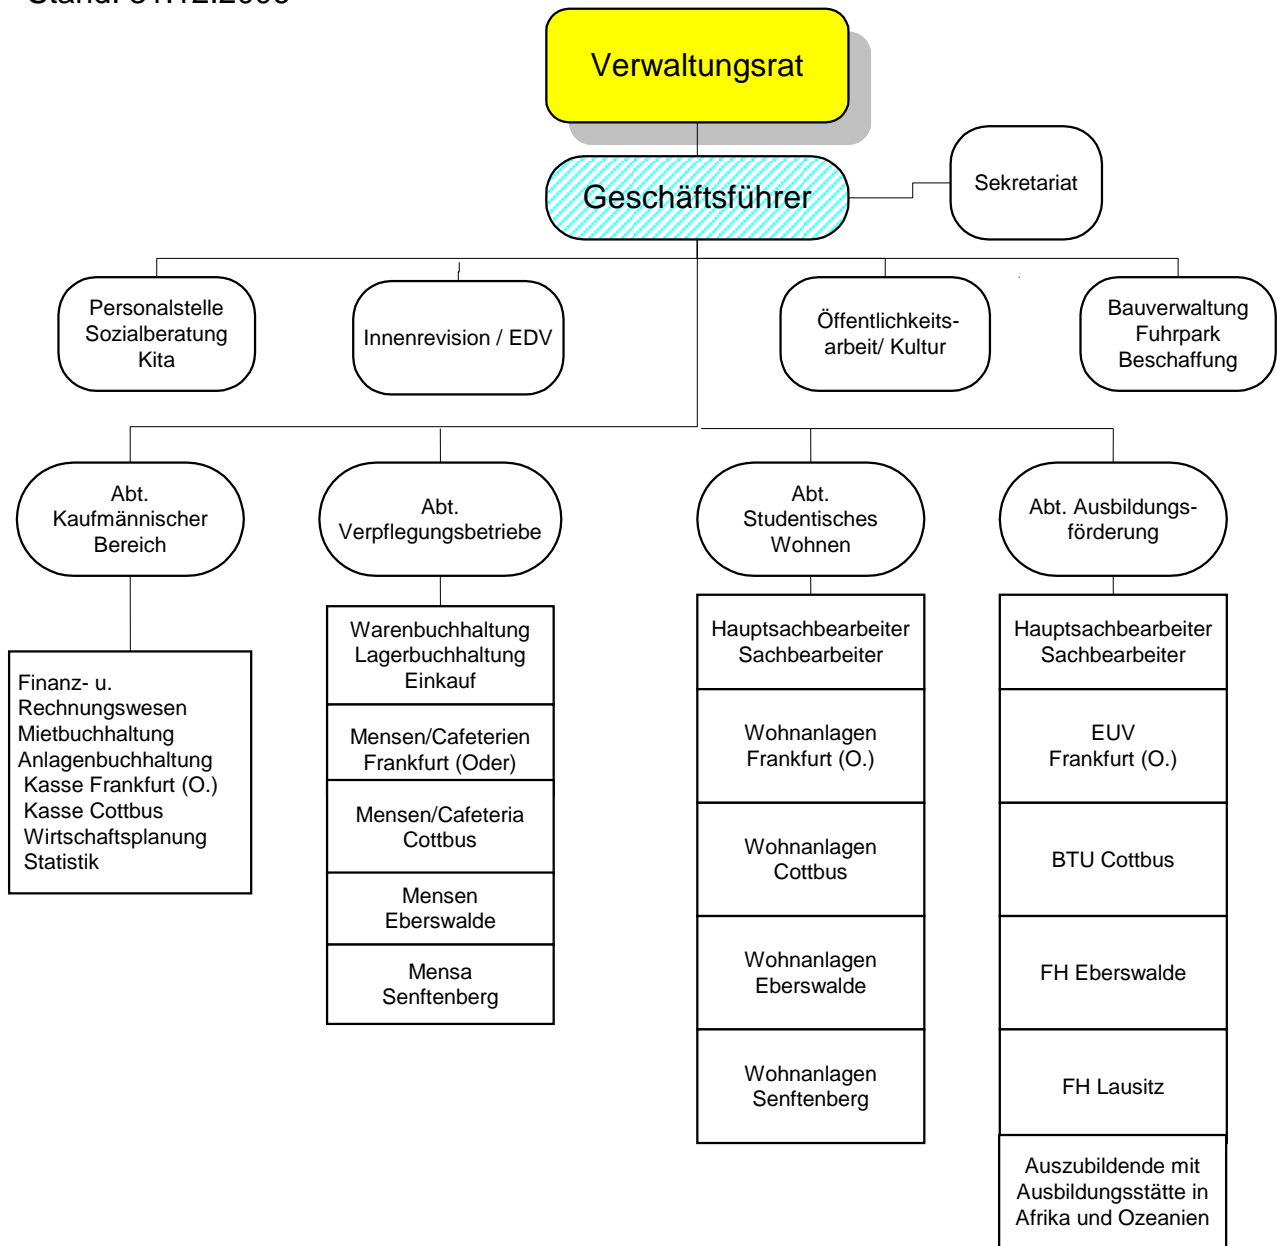 Verwaltungsrat
Geschäftsführer
Sekretariat
Personalstelle
Sozialberatung
Kita
Innenrevision / EDV
Öffentlichkeits-
arbeit/ Kultur
Bauverwaltung
Fuhrpark
Beschaffung
Abt.
Kaufmännischer
Bereich
Abt.
Verpflegungsbetriebe
Abt.
Studentisches
Wohnen
Abt. Ausbildungs-
förderung
Finanz- u.
Rechnungswesen
Mietbuchhaltung
Anlagenbuchhaltung
Kasse Frankfurt (O.)
Kasse Cottbus
Wirtschaftsplanung
Statistik
Warenbuchhaltung
Lagerbuchhaltung
Einkauf
Mensen/Cafeterien
Frankfurt (Oder)
Mensen/Cafeteria
Cottbus
Mensen
Eberswalde
Mensa
Senftenberg
Hauptsachbearbeiter
Sachbearbeiter
Wohnanlagen
Frankfurt (O.)
Wohnanlagen
Cottbus
Wohnanlagen
Eberswalde
Wohnanlagen
Senftenberg
Hauptsachbearbeiter
Sachbearbeiter
EUV
Frankfurt (O.)
BTU Cottbus
FH Eberswalde
FH Lausitz
Auszubildende mit
Ausbildungsstätte in
Afrika und Ozeanien